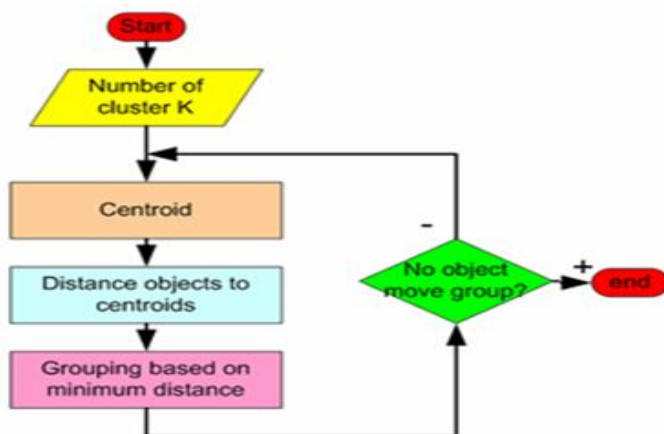 Start
Number of
cluster K
Centroid
Distance objects to
centroids
Grouping based on
minimum distance
-
No object
move group?
+
end